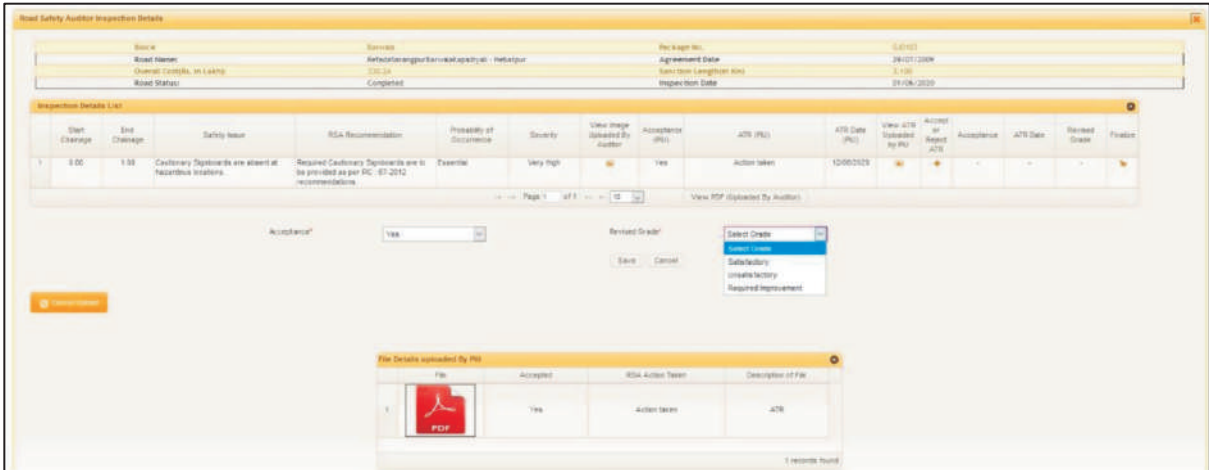 Road Safety Auditor Inspection Details
Block Package No.
Road Name: Agreement Date 28/01/2009
Overall Cost(Rs. in Lakhs) Sanction Length(in Km)
Road Status: Completed Inspection Date 01/06/2020
Inspection Details List
Start Chainage End Chainage Safety Issue RSA Recommendation Probability of Occurrence Severity View Image Uploaded By Auditor Acceptance (PIU) ATR (PIU) ATR Date (PIU) View ATR Uploaded by PIU Accept or Reject ATR Acceptance ATR Date Revised Grade Finalize
1 0.00 Cautionary Signboards are absent at hazardous locations. Required Cautionary Signboards are to be provided as per IRC : 67-2012 recommendations Essential Very High Yes Action taken - - -
Page 1 of 1 10 View PDF (Uploaded By Auditor)
Acceptance* Yes Revised Grade* Select Grade
Select Grade
Satisfactory
Unsatisfactory
Required Improvement
Save Cancel
File Details uploaded By PIU
File Accepted RSA Action Taken Description of File
1 PDF Yes Action taken ATR
1 records found